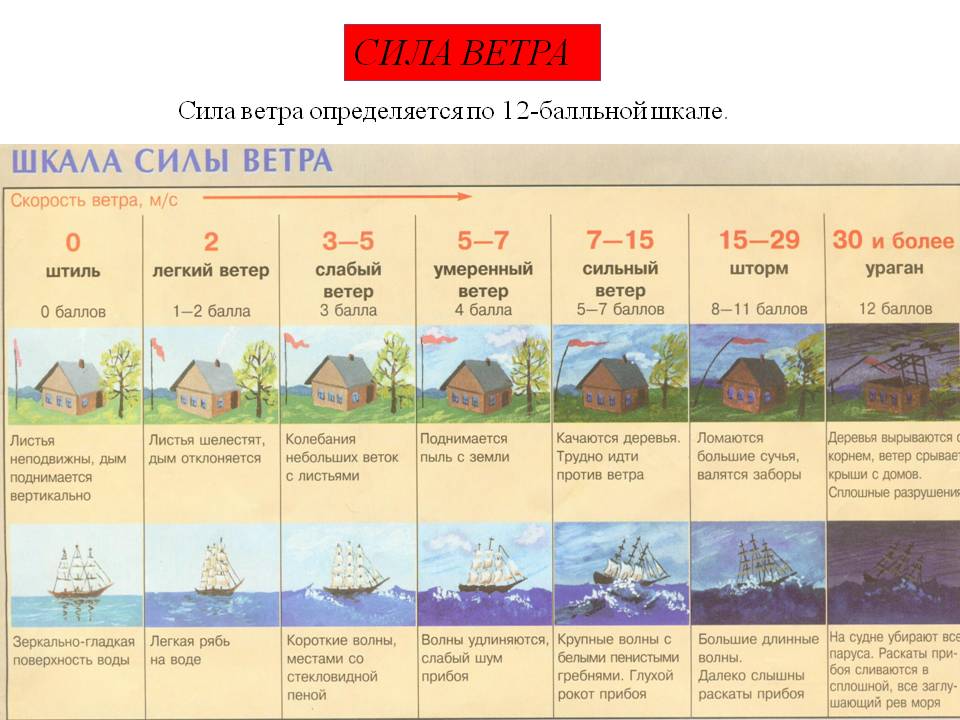 СИЛА ВЕТРА
Сила ветра определяется по 12-балльной шкале.
ШКАЛА СИЛЫ ВЕТРА
Скорость ветра, м/с
0
штиль
0 баллов
2
легкий ветер
1—2 балла
3—5
слабый
ветер
3 балла
5—7
умеренный
ветер
4 балла
7—15
сильный
ветер
5—7 баллов
15—29
шторм
8—11 баллов
30 и более
ураган
12 баллов
Листья
неподвижны, дым
поднимается
вертикально
Листья шелестят,
дым отклоняется
Колебания
небольших веток
с листьями
Поднимается
пыль с земли
Качаются деревья.
Трудно идти
против ветра
Ломаются
большие сучья,
валятся заборы
Деревья вырываются с
корнем, ветер срывает
крыши с домов.
Сплошные разрушения
Зеркально-гладкая
поверхность воды
Легкая рябь
на воде
Короткие волны,
местами со
стекловидной
пеной
Волны удлиняются,
слабый шум
прибоя
Крупные волны с
белыми пенистыми
гребнями. Глухой
рокот прибоя
Большие длинные
волны.
Далеко слышны
раскаты прибоя
На судне убирают все
паруса. Раскаты при-
боя сливаются в
сплошной, все заглу-
шающий рев моря